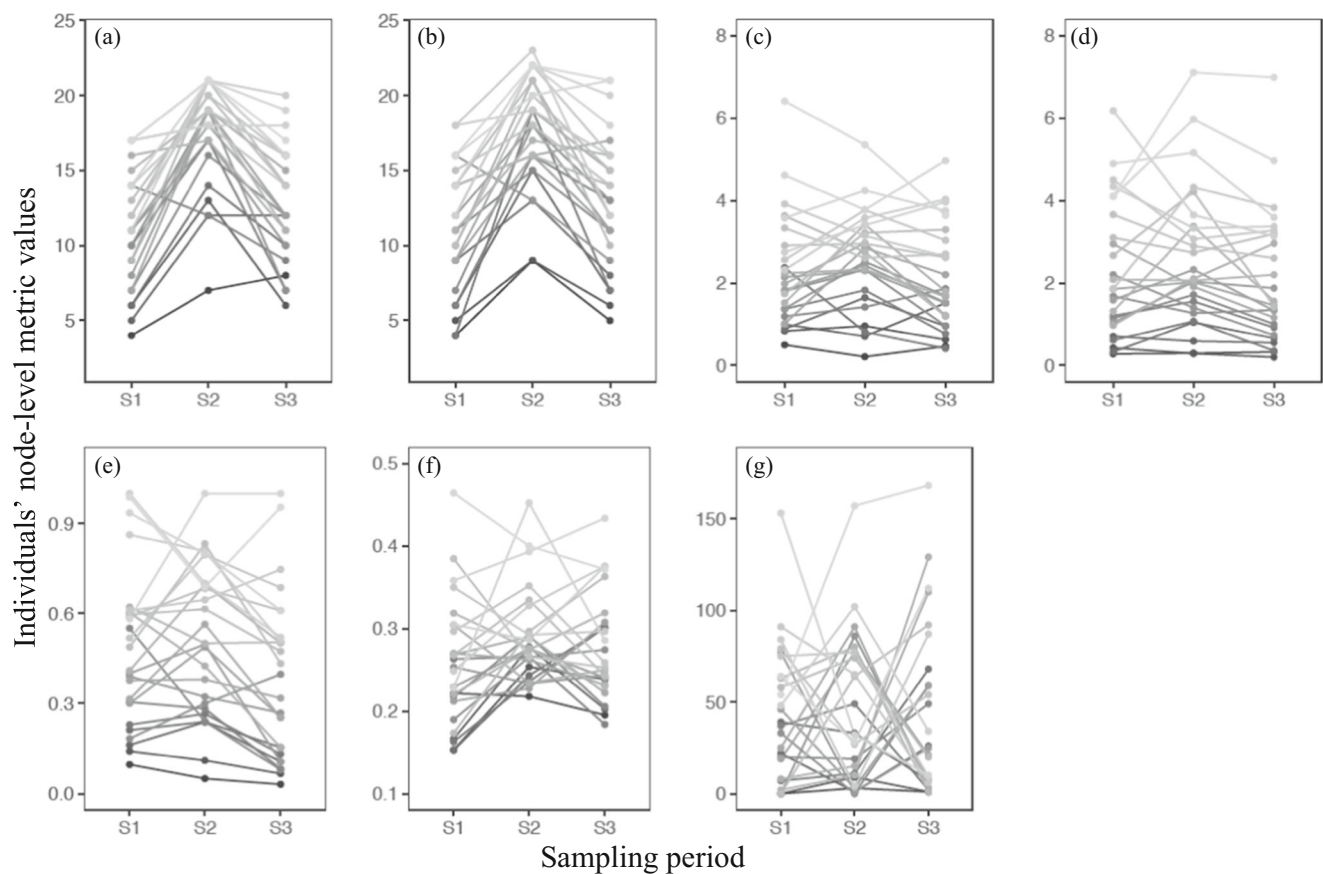 Individuals' node-level metric values
(a)
25
20
15
10
5
S1 S2 S3
(b)
25
20
15
10
5
S1 S2 S3
(c)
8
6
4
2
0
S1 S2 S3
(d)
8
6
4
2
0
S1 S2 S3
(e)
0.9
0.6
0.3
0.0
S1 S2 S3
(f)
0.5
0.4
0.3
0.2
0.1
S1 S2 S3
(g)
150
100
50
0
S1 S2 S3
Sampling period